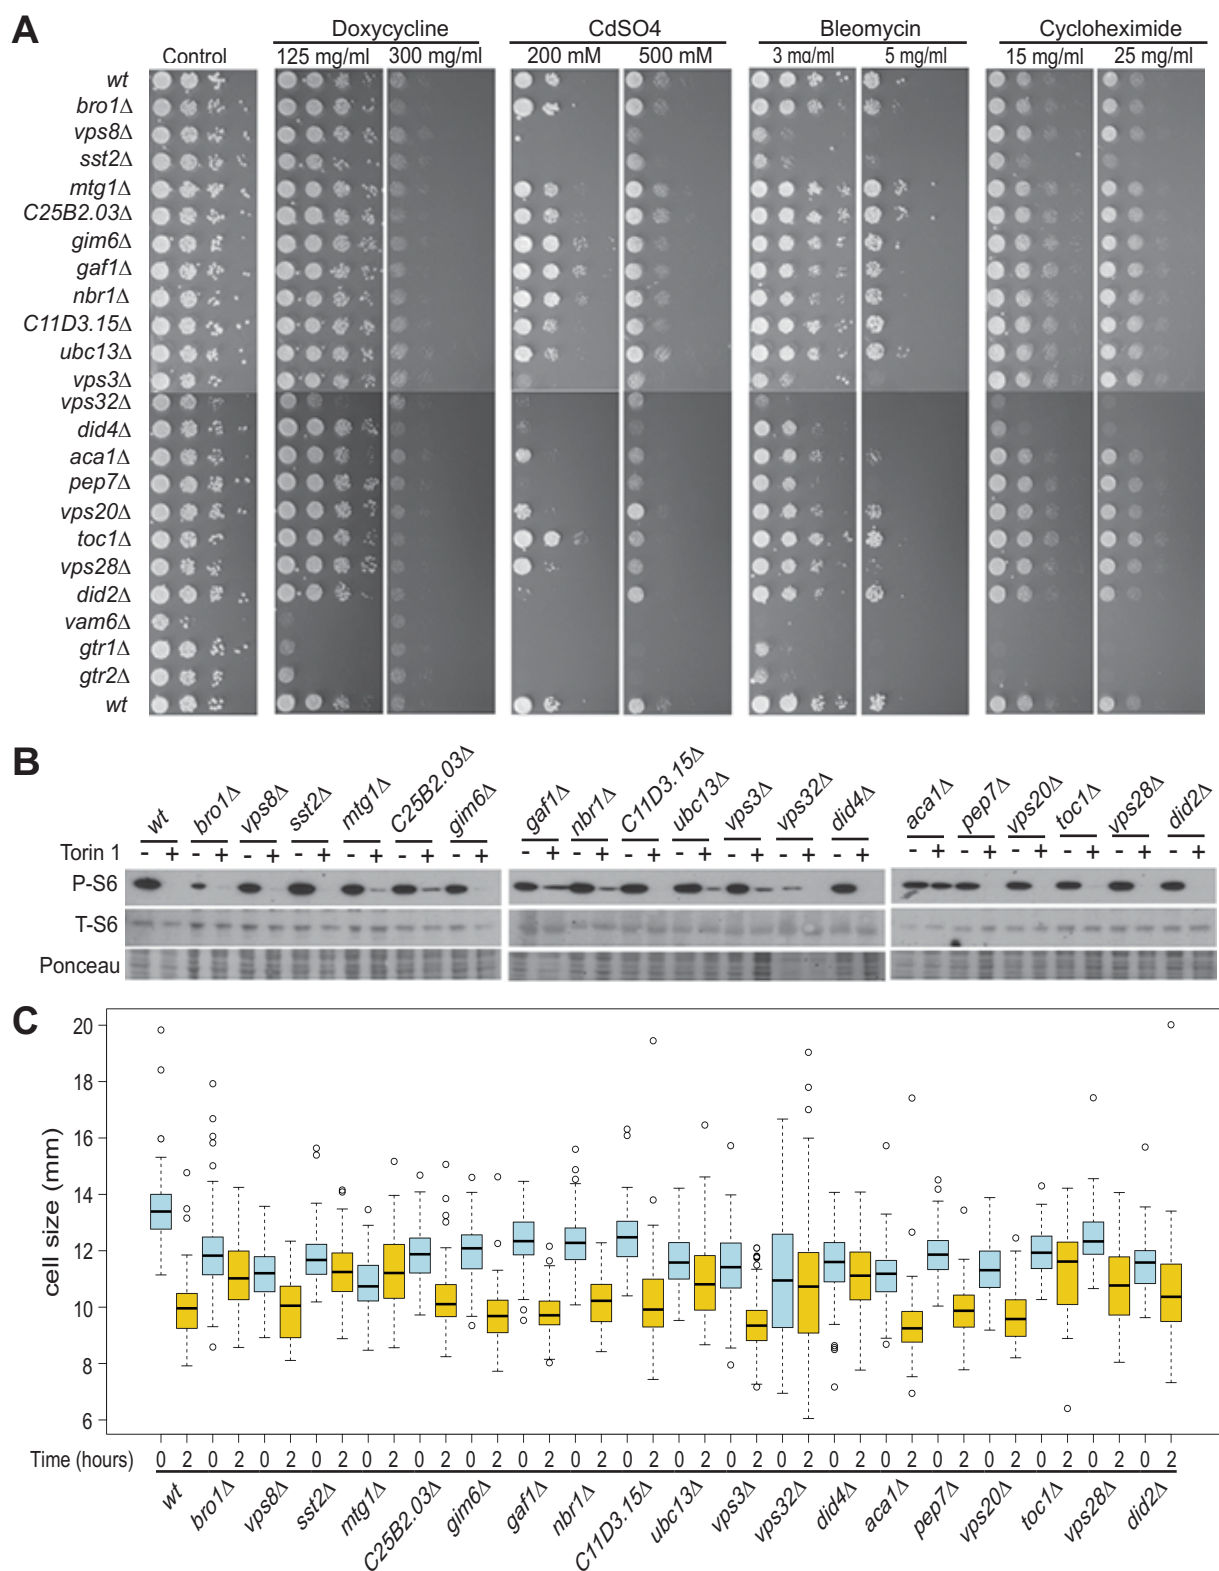 A
Doxycycline CdSO4 Bleomycin Cycloheximide
Control 125 mg/ml 300 mg/ml 200 mM 500 mM 3 mg/ml 5 mg/ml 15 mg/ml 25 mg/ml
wt
bro1Δ
vps8Δ
sst2Δ
mtg1Δ
C25B2.03Δ
gim6Δ
gaf1Δ
nbr1Δ
C11D3.15Δ
ubc13Δ
vps3Δ
vps32Δ
did4Δ
aca1Δ
pep7Δ
vps20Δ
toc1Δ
vps28Δ
did2Δ
vam6Δ
gtr1Δ
gtr2Δ
wt
B
wt bro1Δ vps8Δ sst2Δ mtg1Δ C25B2.03Δ gim6Δ gaf1Δ nbr1Δ C11D3.15Δ ubc13Δ vps3Δ vps32Δ did4Δ aca1Δ pep7Δ vps20Δ toc1Δ vps28Δ did2Δ
Torin 1 - + - + - + - + - + - + - + - + - + - + - + - + - + - + - + - + - + - + - + - +
P-S6
T-S6
Ponceau
C
cell size (mm)
20
18
16
14
12
10
8
6
Time (hours) 0 2 0 2 0 2 0 2 0 2 0 2 0 2 0 2 0 2 0 2 0 2 0 2 0 2 0 2 0 2 0 2 0 2 0 2 0 2 0 2
wt bro1Δ vps8Δ sst2Δ mtg1Δ C25B2.03Δ gim6Δ gaf1Δ nbr1Δ C11D3.15Δ ubc13Δ vps3Δ vps32Δ did4Δ aca1Δ pep7Δ vps20Δ toc1Δ vps28Δ did2Δ